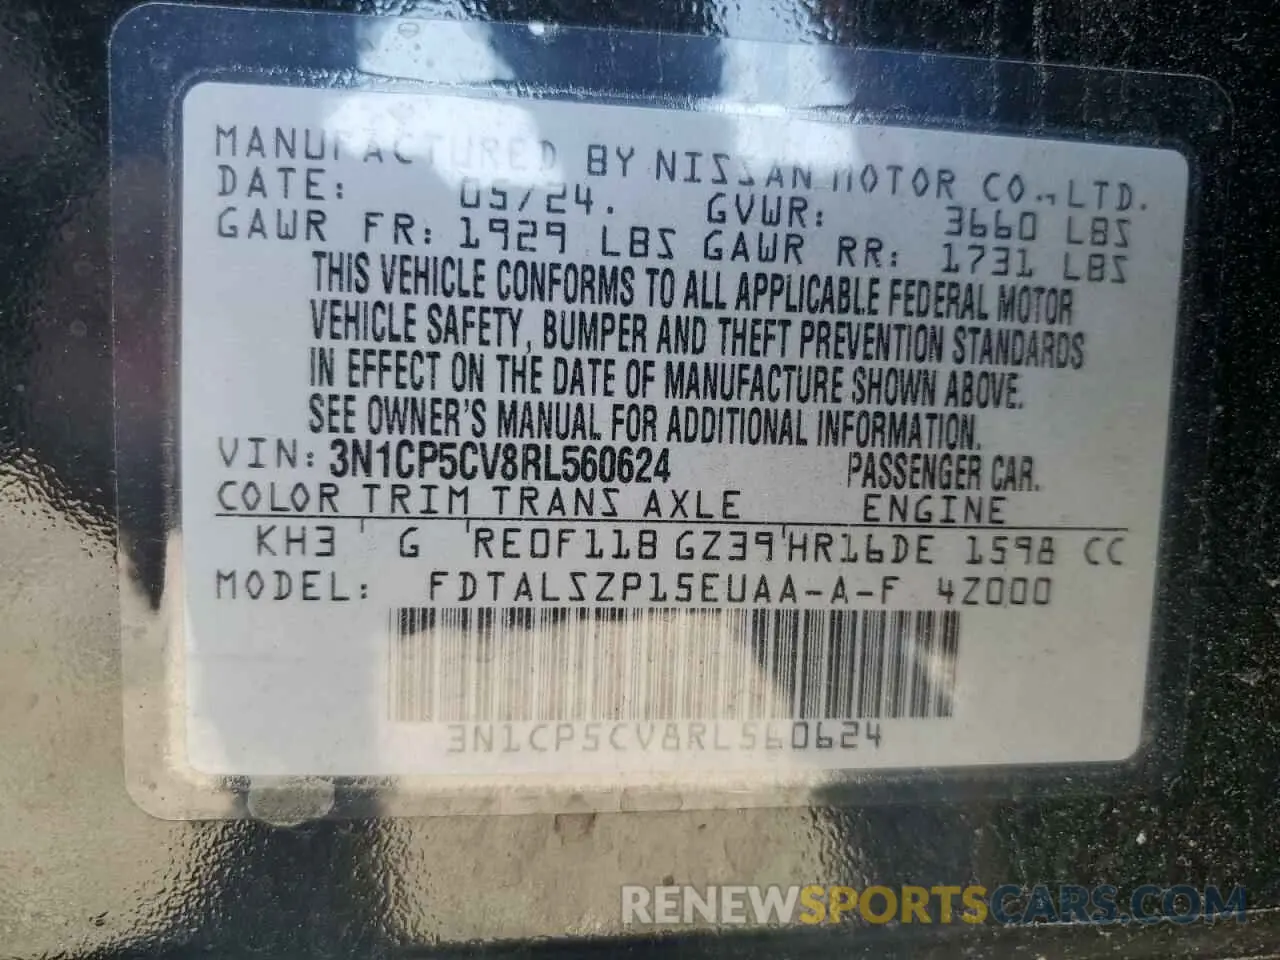 MANUFACTURED BY NISSAN MOTOR CO., LTD.
DATE: 05/24. GVWR: 3660 LBS
GAWR FR: 1929 LBS GAWR RR: 1731 LBS
THIS VEHICLE CONFORMS TO ALL APPLICABLE FEDERAL MOTOR
VEHICLE SAFETY, BUMPER AND THEFT PREVENTION STANDARDS
IN EFFECT ON THE DATE OF MANUFACTURE SHOWN ABOVE.
SEE OWNER'S MANUAL FOR ADDITIONAL INFORMATION.
VIN: 3N1CP5CV8RL560624 PASSENGER CAR.
COLOR TRIM TRANS AXLE ENGINE
KH3 G RE0F11B GZ39 HR16DE 1598 CC
MODEL: FDTALSZP15EUAA-A-F 4Z000
3N1CP5CV8RL560624
RENEWSPORTSCARS.COM